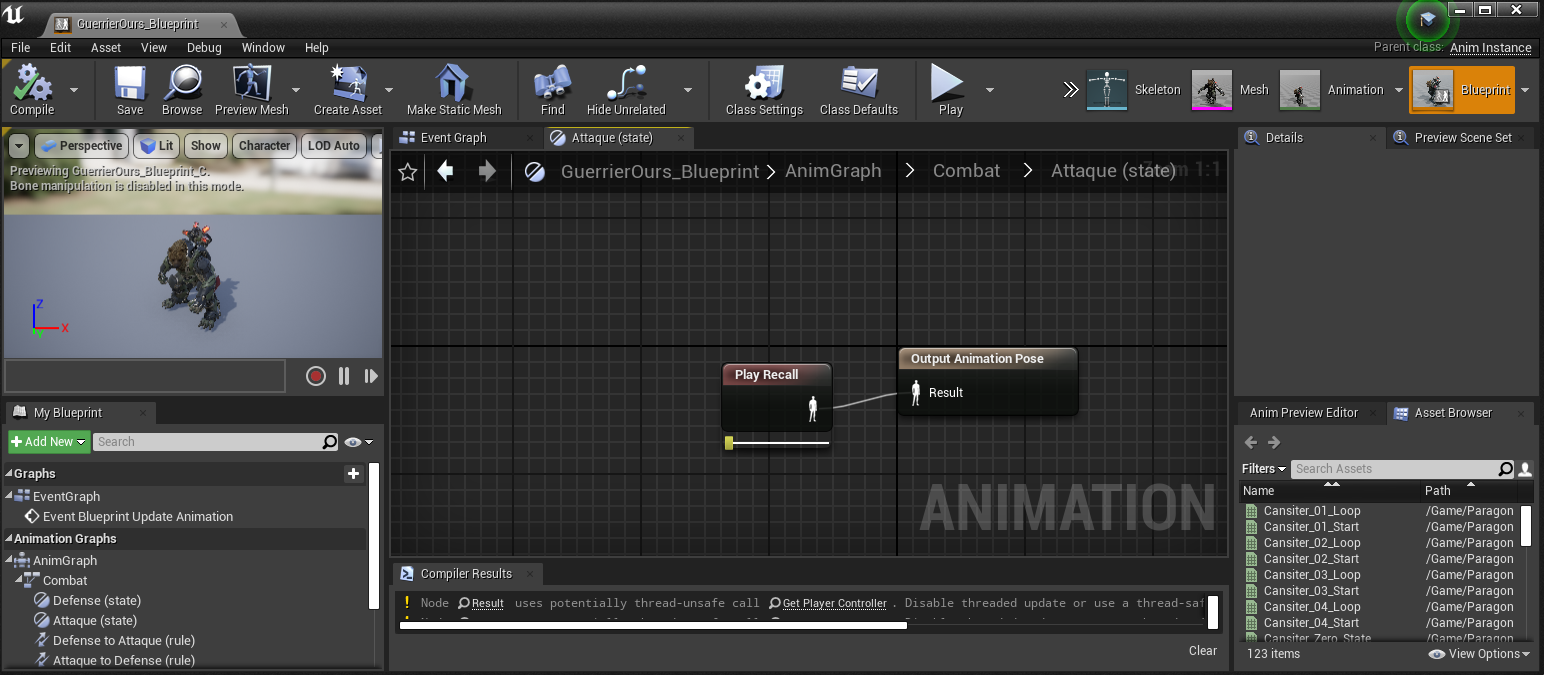 GuerrierOurs_Blueprint
File Edit Asset View Debug Window Help
Parent class: Anim Instance
Compile Save Browse Preview Mesh Create Asset Make Static Mesh Find Hide Unrelated Class Settings Class Defaults Play
Skeleton Mesh Animation Blueprint
Perspective Lit Show Character LOD Auto
Previewing GuerrierOurs_Blueprint_C.
Bone manipulation is disabled in this mode.
Z
X
Y
My Blueprint
Add New Search
Graphs
EventGraph
Event Blueprint Update Animation
Animation Graphs
AnimGraph
Combat
Defense (state)
Attaque (state)
Defense to Attaque (rule)
Attaque to Defense (rule)
Event Graph Attaque (state)
GuerrierOurs_Blueprint AnimGraph Combat Attaque (state)
1:1
Play Recall
Output Animation Pose
Result
ANIMATION
Compiler Results
! Node Result uses potentially thread-unsafe call Get Player Controller . Disable threaded update or use a thread-saf
Clear
Details Preview Scene Set
Anim Preview Editor Asset Browser
Filters Search Assets
Name Path
Cansiter_01_Loop /Game/Paragon
Cansiter_01_Start /Game/Paragon
Cansiter_02_Loop /Game/Paragon
Cansiter_02_Start /Game/Paragon
Cansiter_03_Loop /Game/Paragon
Cansiter_03_Start /Game/Paragon
Cansiter_04_Loop /Game/Paragon
Cansiter_04_Start /Game/Paragon
Cansiter_Zero_State /Game/Paragon
123 items View Options